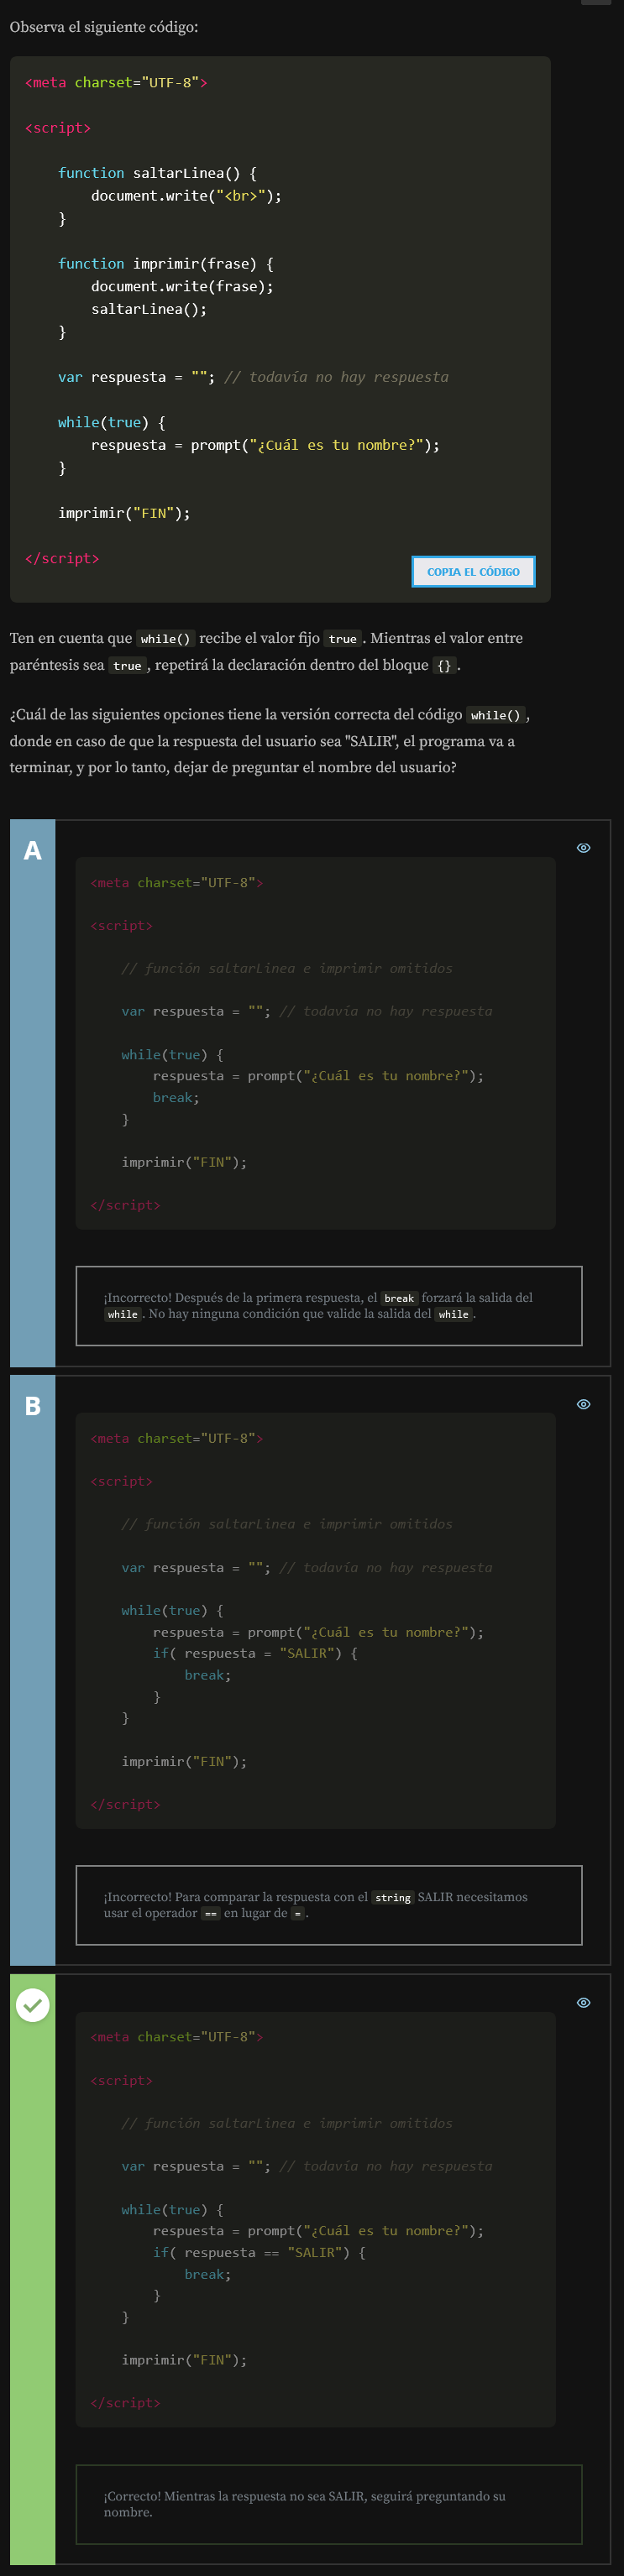 Observa el siguiente código:
<meta charset="UTF-8">
<script>
function saltarLinea() {
document.write("<br>");
}
function imprimir(frase) {
document.write(frase);
saltarLinea();
}
var respuesta = ""; // todavía no hay respuesta
while(true) {
respuesta = prompt("¿Cuál es tu nombre?");
}
imprimir("FIN");
</script>
COPIA EL CÓDIGO
Ten en cuenta que while() recibe el valor fijo true. Mientras el valor entre
paréntesis sea true, repetirá la declaración dentro del bloque {}.
¿Cuál de las siguientes opciones tiene la versión correcta del código while(),
donde en caso de que la respuesta del usuario sea "SALIR", el programa va a
terminar, y por lo tanto, dejar de preguntar el nombre del usuario?
A
<meta charset="UTF-8">
<script>
// función saltarLinea e imprimir omitidos
var respuesta = ""; // todavía no hay respuesta
while(true) {
respuesta = prompt("¿Cuál es tu nombre?");
break;
}
imprimir("FIN");
</script>
¡Incorrecto! Después de la primera respuesta, el break forzará la salida del
while. No hay ninguna condición que valide la salida del while.
B
<meta charset="UTF-8">
<script>
// función saltarLinea e imprimir omitidos
var respuesta = ""; // todavía no hay respuesta
while(true) {
respuesta = prompt("¿Cuál es tu nombre?");
if( respuesta = "SALIR") {
break;
}
}
imprimir("FIN");
</script>
¡Incorrecto! Para comparar la respuesta con el string SALIR necesitamos
usar el operador == en lugar de =.
<meta charset="UTF-8">
<script>
// función saltarLinea e imprimir omitidos
var respuesta = ""; // todavía no hay respuesta
while(true) {
respuesta = prompt("¿Cuál es tu nombre?");
if( respuesta == "SALIR") {
break;
}
}
imprimir("FIN");
</script>
¡Correcto! Mientras la respuesta no sea SALIR, seguirá preguntando su
nombre.